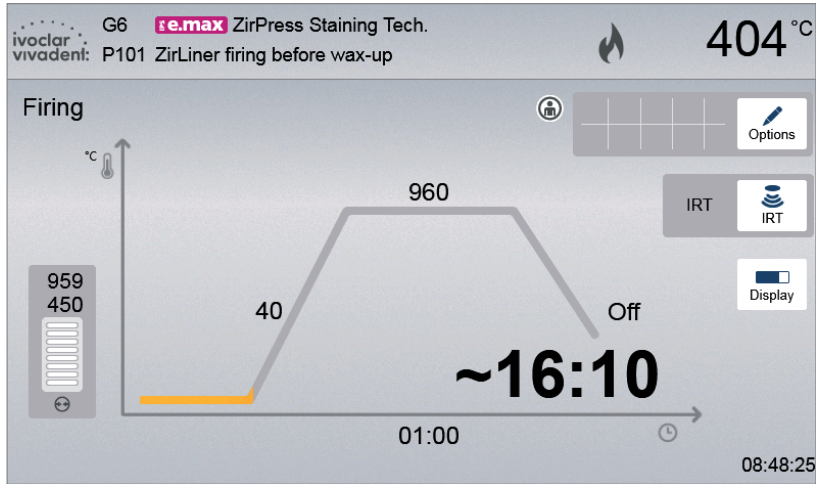 ivoclar
vivadent:
G6 e.max ZirPress Staining Tech.
P101 ZirLiner firing before wax-up
404°C
Firing
Options
°C
960
IRT
IRT
959
450
40
Off
Display
~16:10
01:00
08:48:25